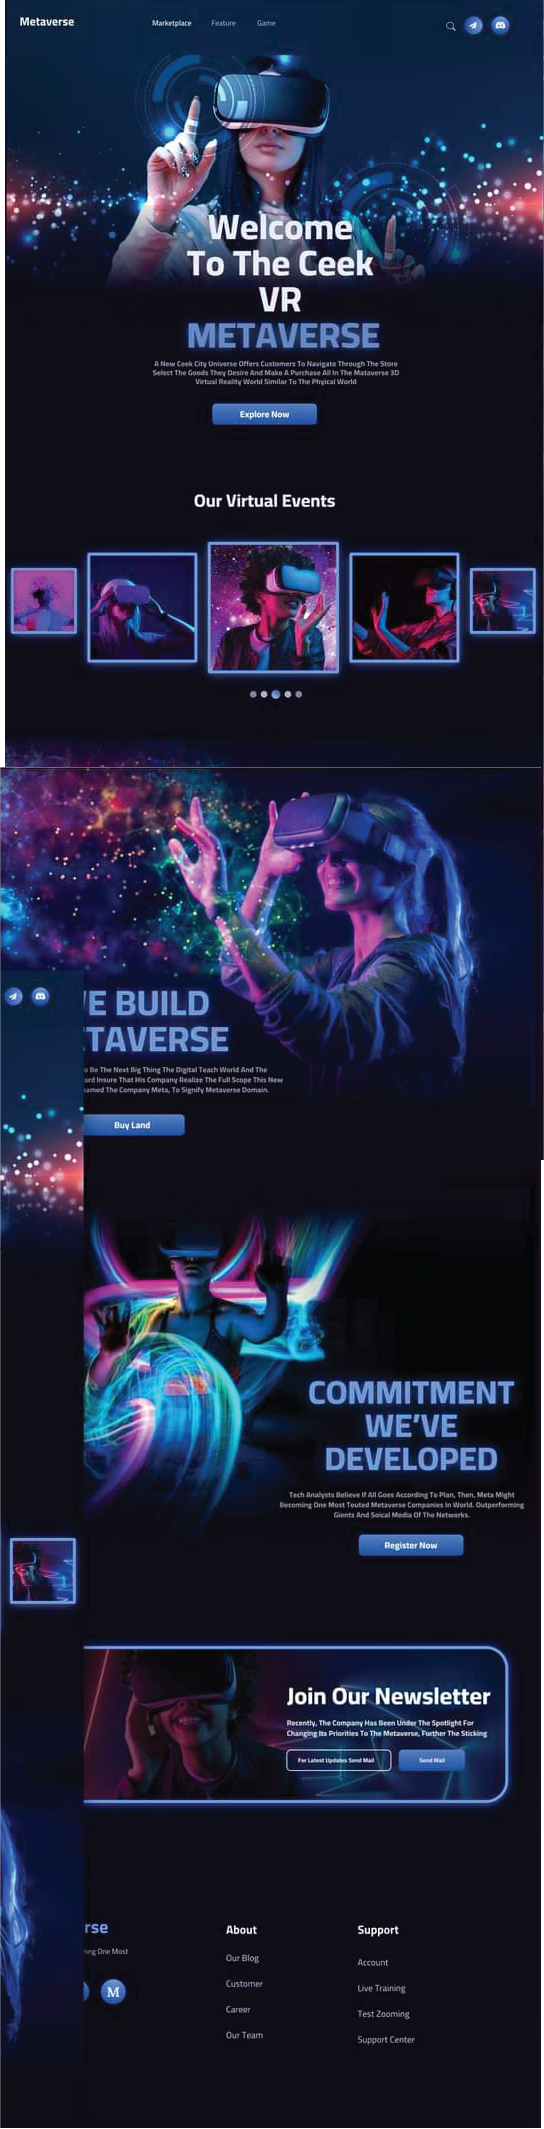 Metaverse
Marketplace Feature Game
Welcome
To The Ceek
VR
METAVERSE
A New Ceek City Universe Offers Customers To Navigate Through The Store
Select The Goods They Desire And Make A Purchase All In The Mataverse 3D
Virtual Reality World Similar To The Phyical World
Explore Now
Our Virtual Events
E BUILD
TAVERSE
o Be The Next Big Thing The Digital Teach World And The
ard Insure That His Company Realize The Full Scope This New
amed The Company Meta, To Signify Metaverse Domain.
Buy Land
COMMITMENT
WE'VE
DEVELOPED
Tech Analysts Believe If All Goes According To Plan, Then, Meta Might
Becoming One Most Touted Metaverse Companies In World. Outperforming
Gients And Soical Media Of The Networks.
Register Now
Join Our Newsletter
Recently, The Company Has Been Under The Spotlight For
Changing Its Priorities To The Metaverse, Further The Sticking
For Latest Updates Send Mail
Send Mail
rse
ning One Most
M
About
Our Blog
Customer
Career
Our Team
Support
Account
Live Training
Test Zooming
Support Center